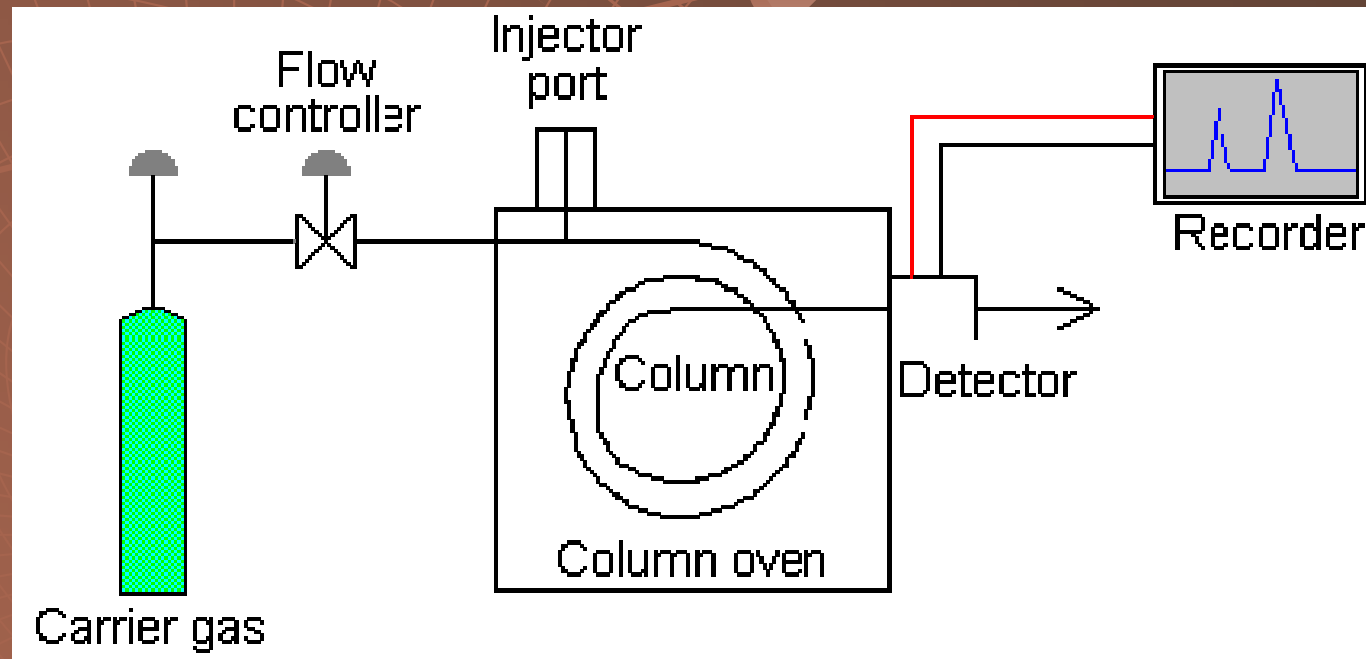 Injector
port
Flow
controller
Recorder
Column
Detector
Column oven
Carrier gas